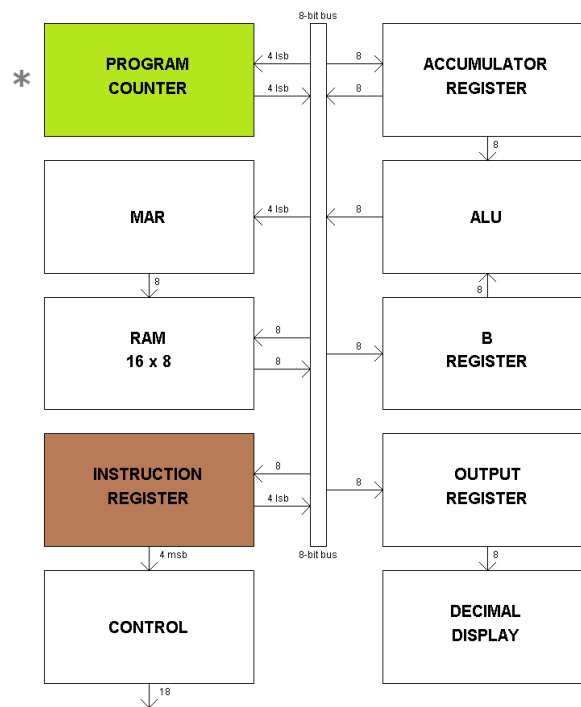 8-bit bus
*
PROGRAM
COUNTER
4 lsb
4 lsb
8
8
ACCUMULATOR
REGISTER
8
MAR
4 lsb
8
ALU
8
8
RAM
16 x 8
8
8
8
B
REGISTER
INSTRUCTION
REGISTER
8
4 lsb
8
OUTPUT
REGISTER
4 msb
8-bit bus
8
CONTROL
DECIMAL
DISPLAY
18